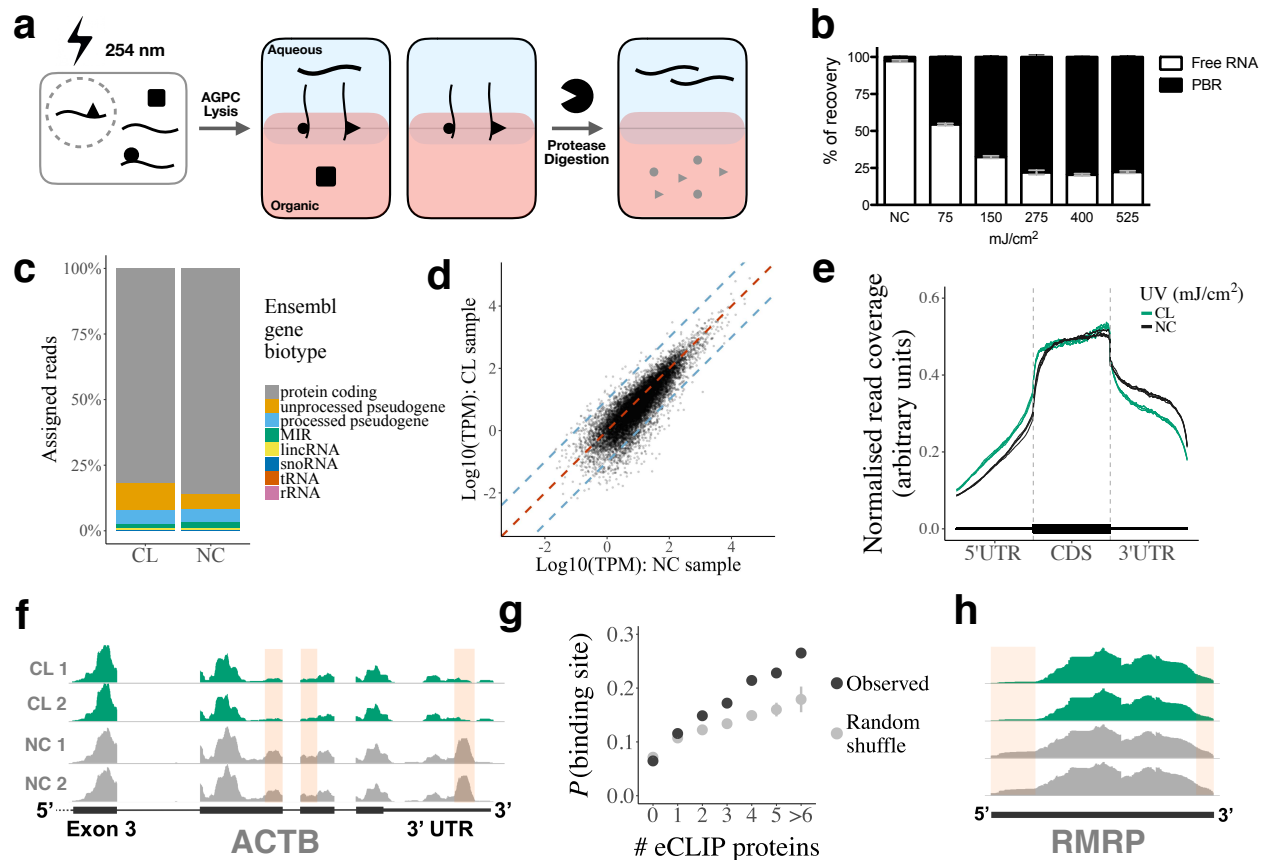 a
254 nm
AGPC
Lysis
Aqueous
Organic
Protease
Digestion
b
% of recovery
100
75
50
25
0
NC
75
150
275
400
525
mJ/cm²
Free RNA
PBR
c
Assigned reads
100%
75%
50%
25%
0%
CL
NC
Ensembl
gene
biotype
protein coding
unprocessed pseudogene
processed pseudogene
MIR
lincRNA
snoRNA
tRNA
rRNA
d
Log10(TPM): CL sample
4
2
0
-2
-2
0
2
4
Log10(TPM): NC sample
e
Normalised read coverage
(arbitrary units)
0.6
0.4
0.2
0.0
UV (mJ/cm²)
CL
NC
5'UTR
CDS
3'UTR
f
CL 1
CL 2
NC 1
NC 2
5’
3’
Exon 3
3’ UTR
ACTB
g
P(binding site)
0.3
0.2
0.1
0.0
0
1
2
3
4
5
>6
# eCLIP proteins
Observed
Random
shuffle
h
5’
3’
RMRP